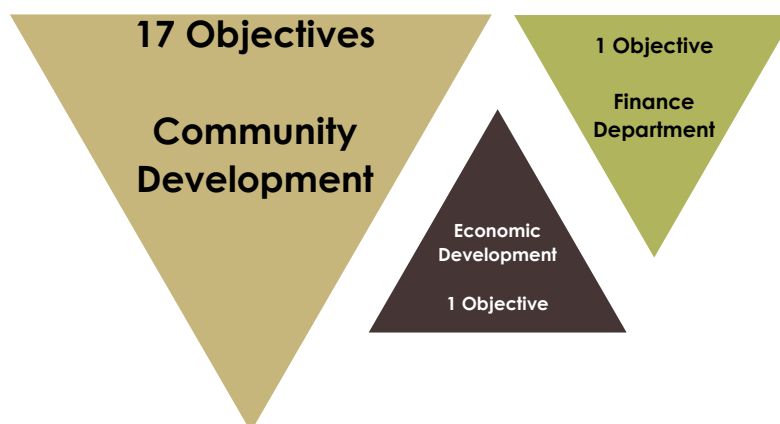 17 Objectives
Community
Development
1 Objective
Finance
Department
Economic
Development
1 Objective